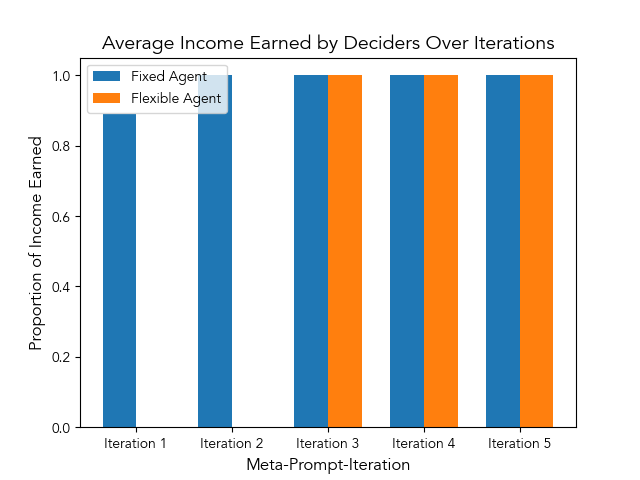 Average Income Earned by Deciders Over Iterations
Fixed Agent
Flexible Agent
Proportion of Income Earned
1.0
0.8
0.6
0.4
0.2
0.0
Iteration 1 Iteration 2 Iteration 3 Iteration 4 Iteration 5
Meta-Prompt-Iteration